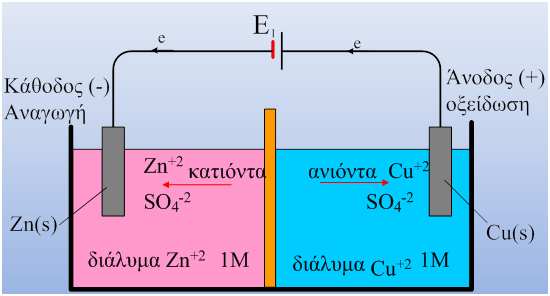 e
E₁
e
Κάθοδος (-)
Αναγωγή
Άνοδος (+)
οξείδωση
Zn⁺² κατιόντα
SO₄⁻²
ανιόντα Cu⁺²
SO₄⁻²
Zn(s)
Cu(s)
διάλυμα Zn⁺² 1M
διάλυμα Cu⁺² 1M